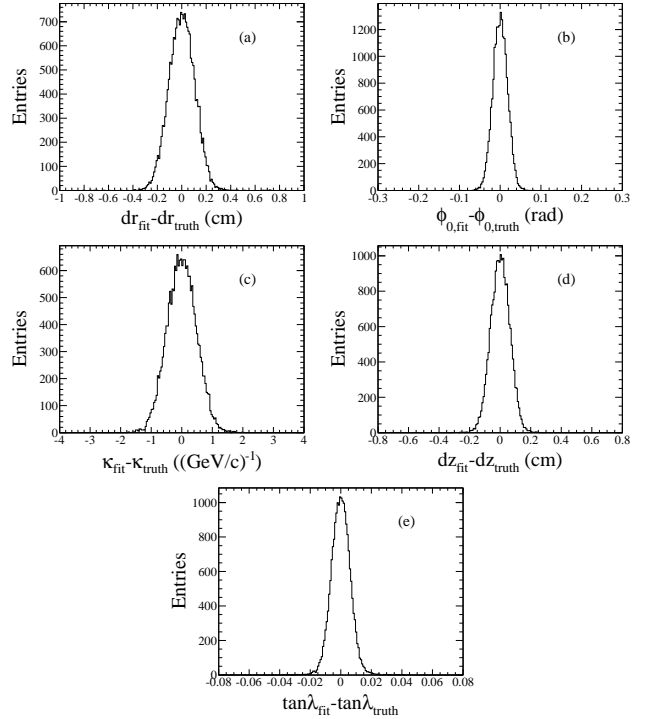 700
600
500
400
300
200
100
0
Entries
(a)
-1 -0.8 -0.6 -0.4 -0.2 0 0.2 0.4 0.6 0.8 1
dr_fit-dr_truth (cm)
1200
1000
800
600
400
200
0
Entries
(b)
-0.3 -0.2 -0.1 0 0.1 0.2 0.3
ϕ_0,fit-ϕ_0,truth (rad)
600
500
400
300
200
100
0
Entries
(c)
-4 -3 -2 -1 0 1 2 3 4
κ_fit-κ_truth ((GeV/c)^-1)
1000
800
600
400
200
0
Entries
(d)
-0.8 -0.6 -0.4 -0.2 0 0.2 0.4 0.6 0.8
dz_fit-dz_truth (cm)
1000
800
600
400
200
0
Entries
(e)
-0.08 -0.06 -0.04 -0.02 0 0.02 0.04 0.06 0.08
tanλ_fit-tanλ_truth